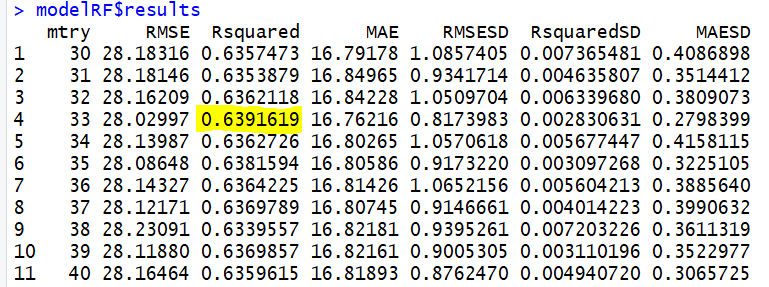 > modelRF$results
   mtry     RMSE  Rsquared      MAE    RMSESD  RsquaredSD     MAESD
1    30 28.18316 0.6357473 16.79178 1.0857405 0.007365481 0.4086898
2    31 28.18146 0.6353879 16.84965 0.9341714 0.004635807 0.3514412
3    32 28.16209 0.6362118 16.84228 1.0509704 0.006339680 0.3809073
4    33 28.02997 0.6391619 16.76216 0.8173983 0.002830631 0.2798399
5    34 28.13987 0.6362726 16.80265 1.0570618 0.005677447 0.4158115
6    35 28.08648 0.6381594 16.80586 0.9173220 0.003097268 0.3225105
7    36 28.14327 0.6364225 16.81426 1.0652156 0.005604213 0.3885640
8    37 28.12171 0.6369789 16.80745 0.9146661 0.004014223 0.3990632
9    38 28.23091 0.6339557 16.82181 0.9395261 0.007203226 0.3611319
10   39 28.11880 0.6369857 16.82161 0.9005305 0.003110196 0.3522977
11   40 28.16464 0.6359615 16.81893 0.8762470 0.004940720 0.3065725